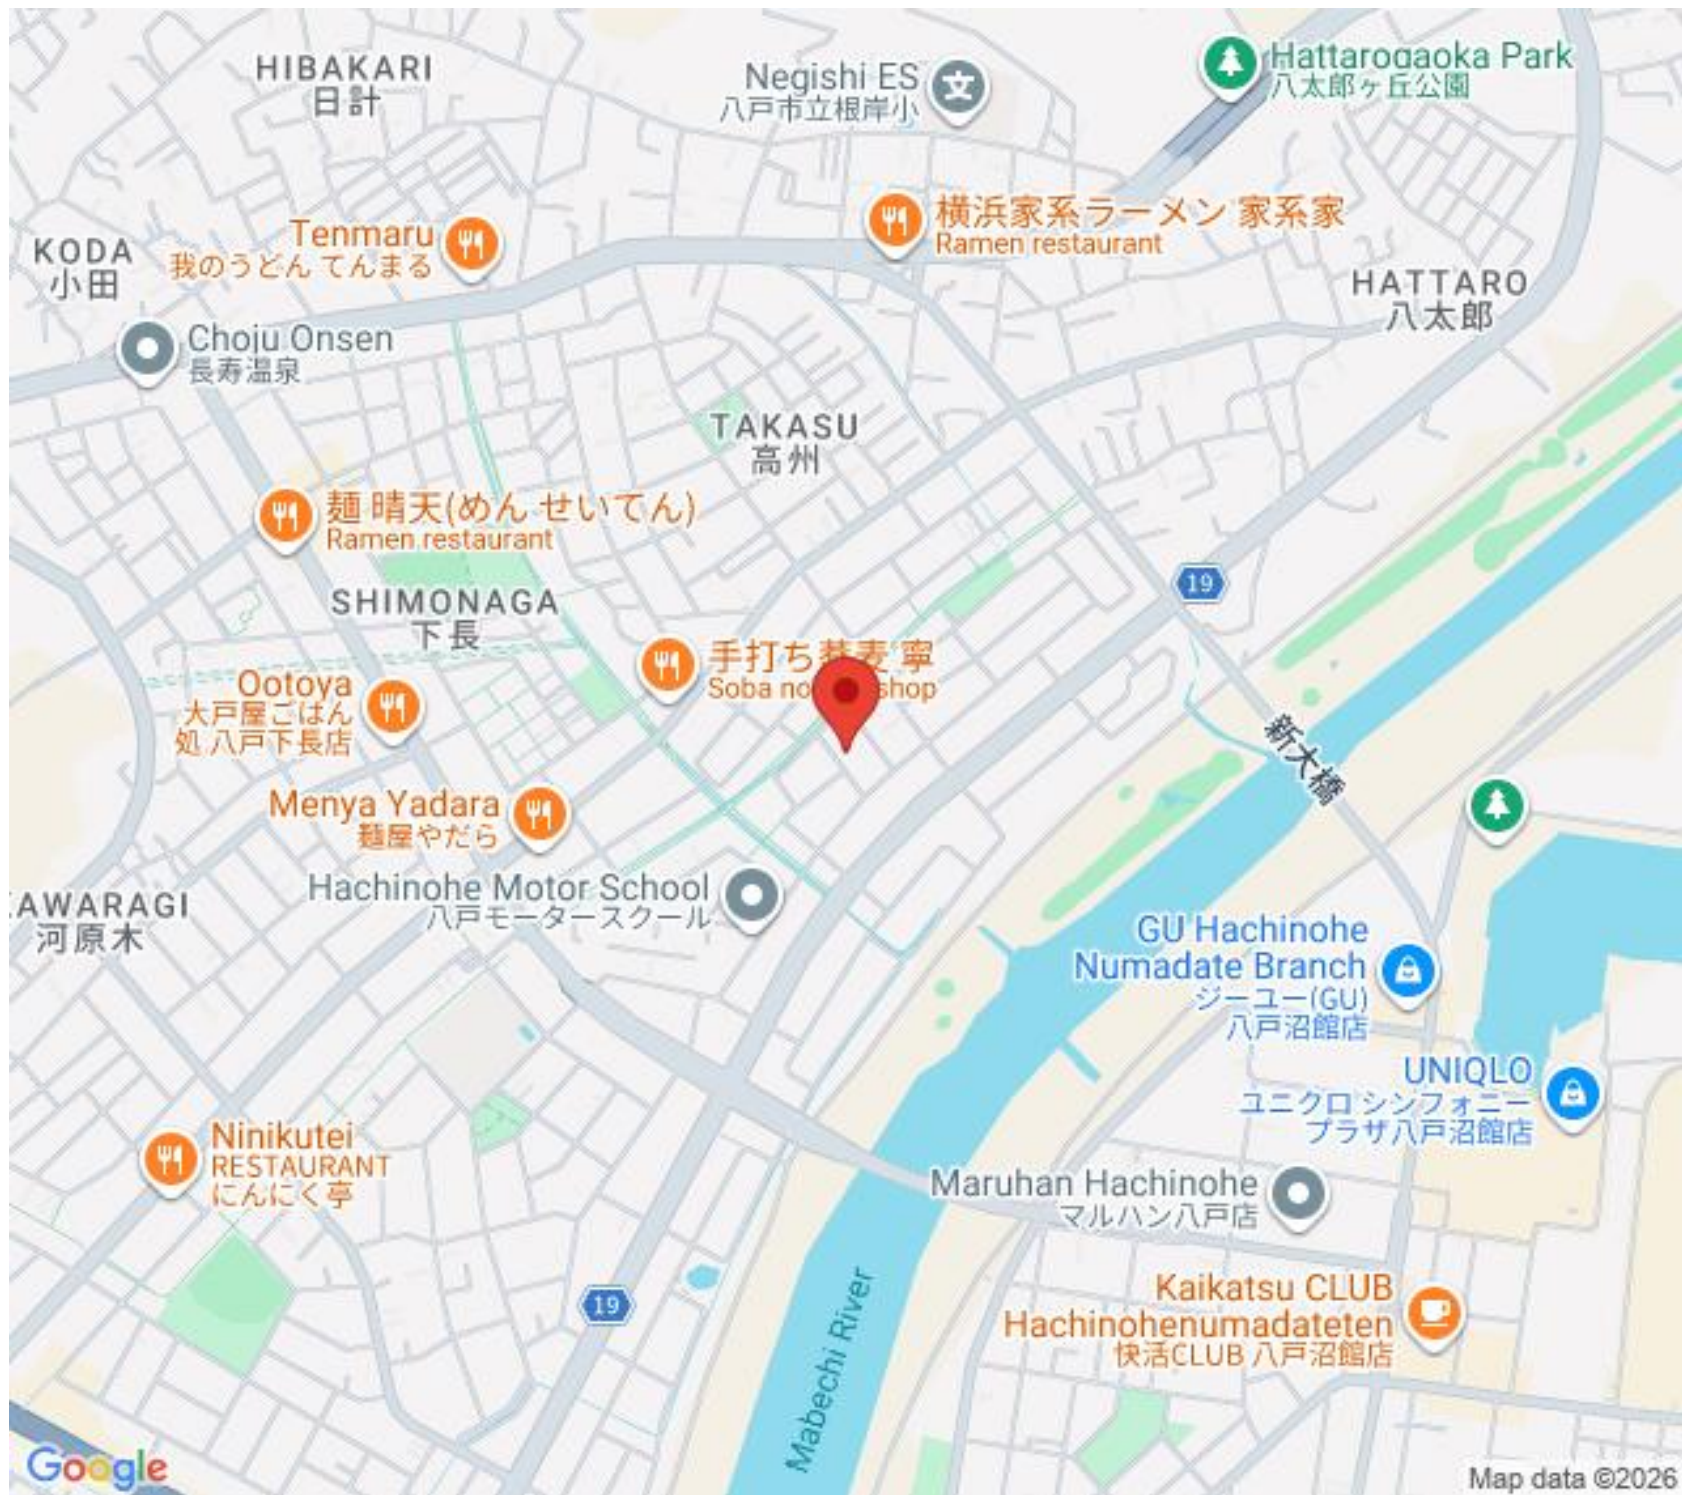 HIBAKARI
日計
Negishi ES
八戸市立根岸小
Hattarogaoka Park
八太郎ヶ丘公園
Tenmaru
我のうどん てんまる
横浜家系ラーメン 家系家
Ramen restaurant
KODA
小田
HATTARO
八太郎
Choju Onsen
長寿温泉
TAKASU
高州
麺 晴天(めん せいてん)
Ramen restaurant
19
SHIMONAGA
下長
手打ち蕎麦 寧
Soba no shop
Ootoya
大戸屋ごはん
処 八戸下長店
新大橋
Menya Yadara
麺屋やだら
Hachinohe Motor School
八戸モータースクール
AWARAGI
河原木
GU Hachinohe
Numadate Branch
ジーユー(GU)
八戸沼館店
UNIQLO
ユニクロ シンフォニー
プラザ八戸沼館店
Ninikutei
RESTAURANT
にんにく亭
Maruhan Hachinohe
マルハン八戸店
19
Mabechi River
Kaikatsu CLUB
Hachinohenumadateten
快活CLUB 八戸沼館店
Google
Map data ©2026